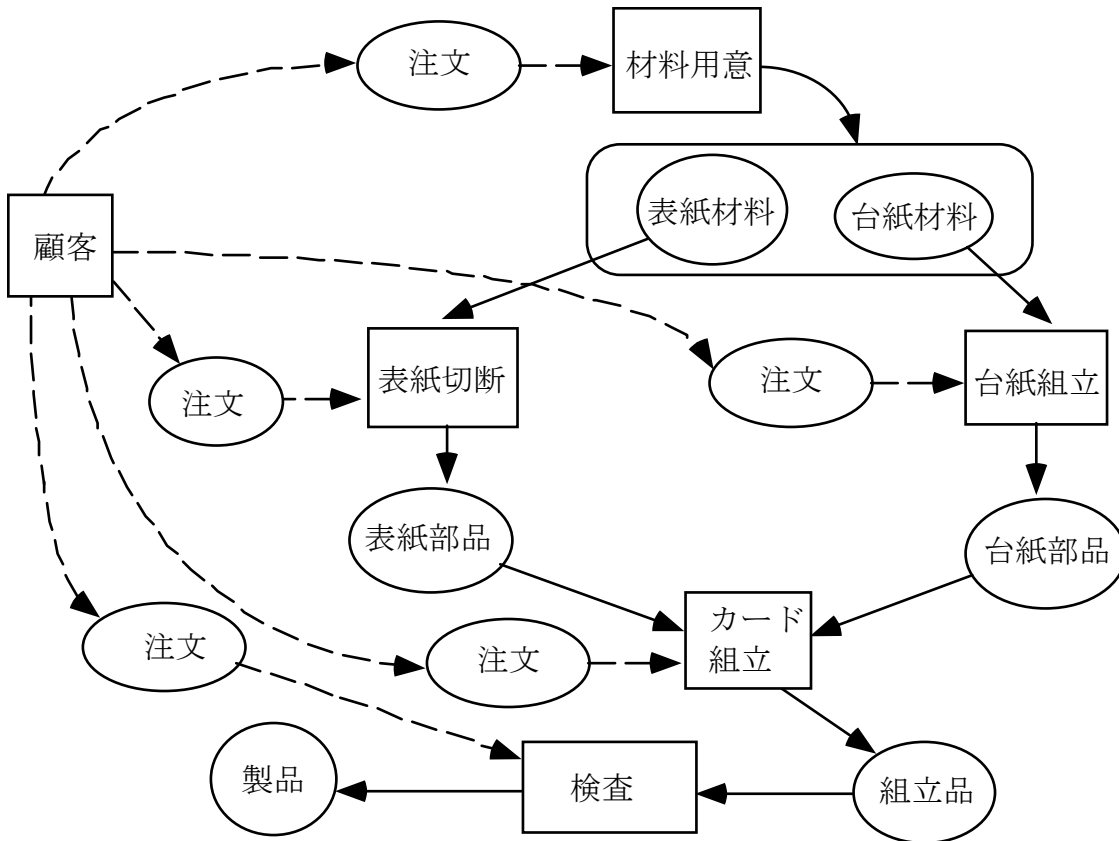 注文
材料用意
表紙材料
台紙材料
顧客
注文
表紙切断
注文
台紙組立
表紙部品
台紙部品
注文
注文
カード
組立
製品
検査
組立品